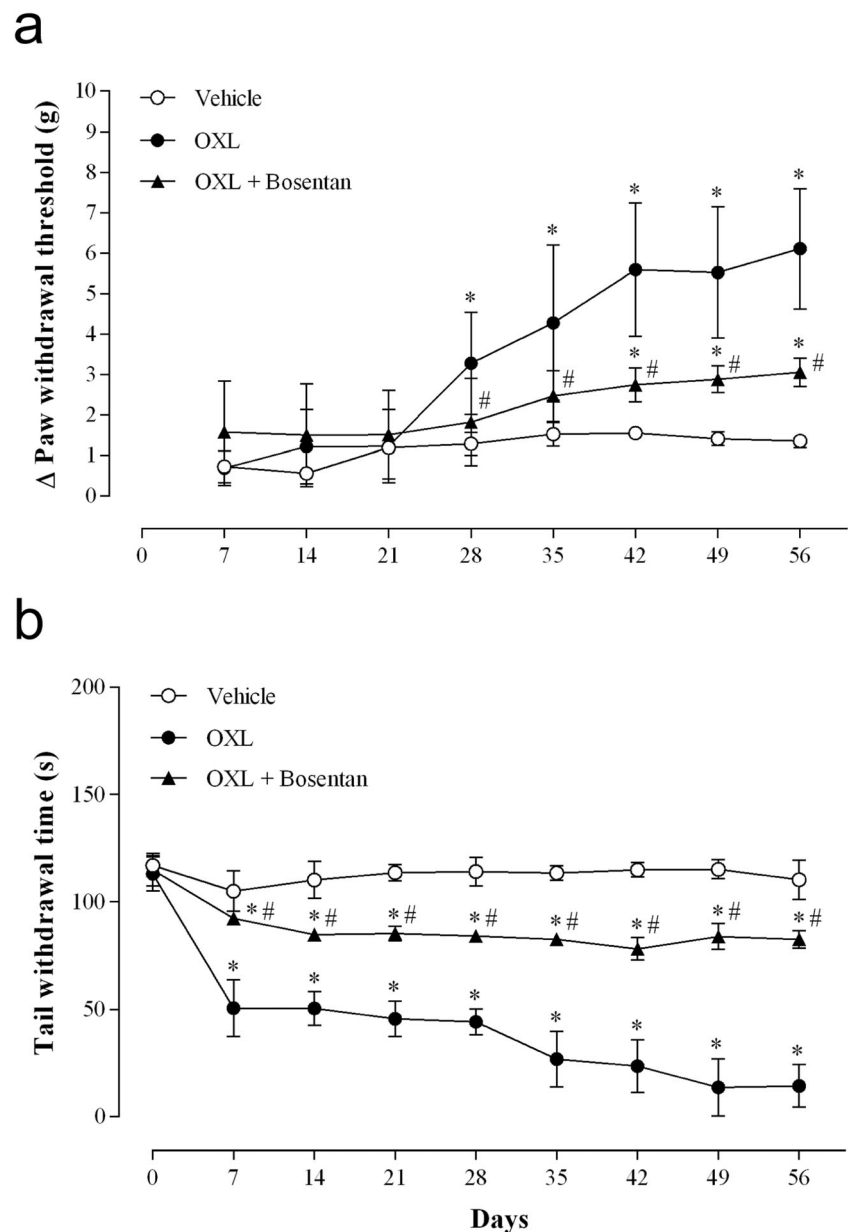 a
Δ Paw withdrawal threshold (g)
10
9
8
7
6
5
4
3
2
1
0
Vehicle
OXL
OXL + Bosentan
* * * * *
# # * # * # * #
0 7 14 21 28 35 42 49 56
b
Tail withdrawal time (s)
200
150
100
50
0
Vehicle
OXL
OXL + Bosentan
* # * # * # * # * # * # * # * #
* * * * * * * *
0 7 14 21 28 35 42 49 56
Days